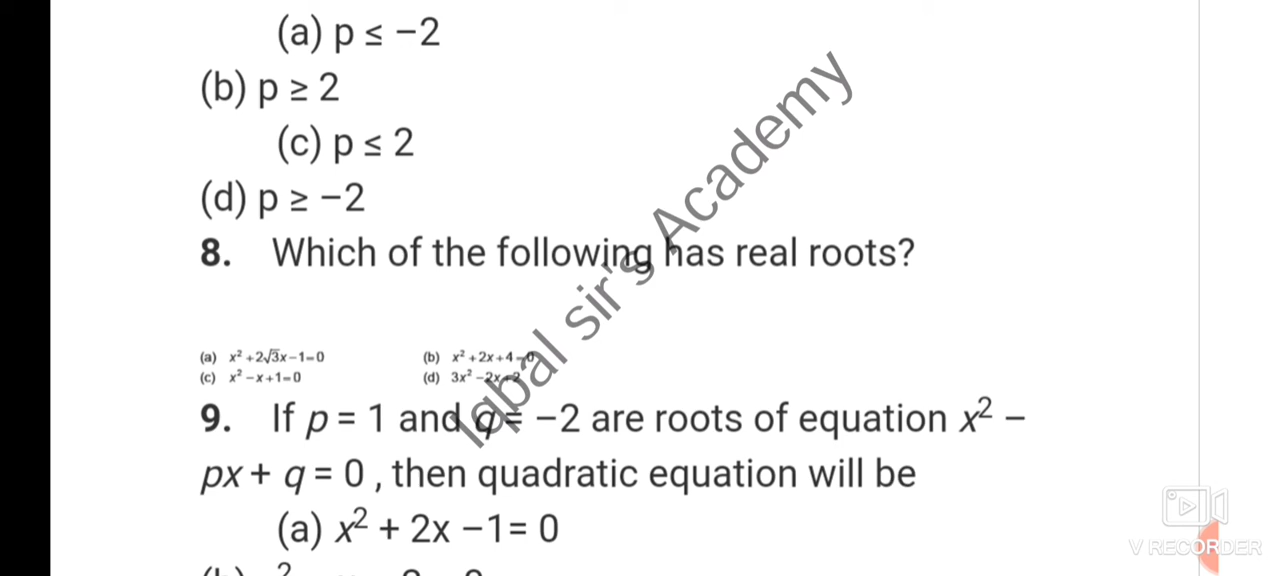 (a) p ≤ −2
(b) p ≥ 2
(c) p ≤ 2
(d) p ≥ −2
8. Which of the following has real roots?
(a) x² +2√3x−1=0 (b) x² +2x+4=0
(c) x² −x+1=0 (d) 3x² −2x+2
9. If p = 1 and q = −2 are roots of equation x² −
px + q = 0 , then quadratic equation will be
(a) x² + 2x −1= 0
Iqbal sir's Academy
V RECORDER